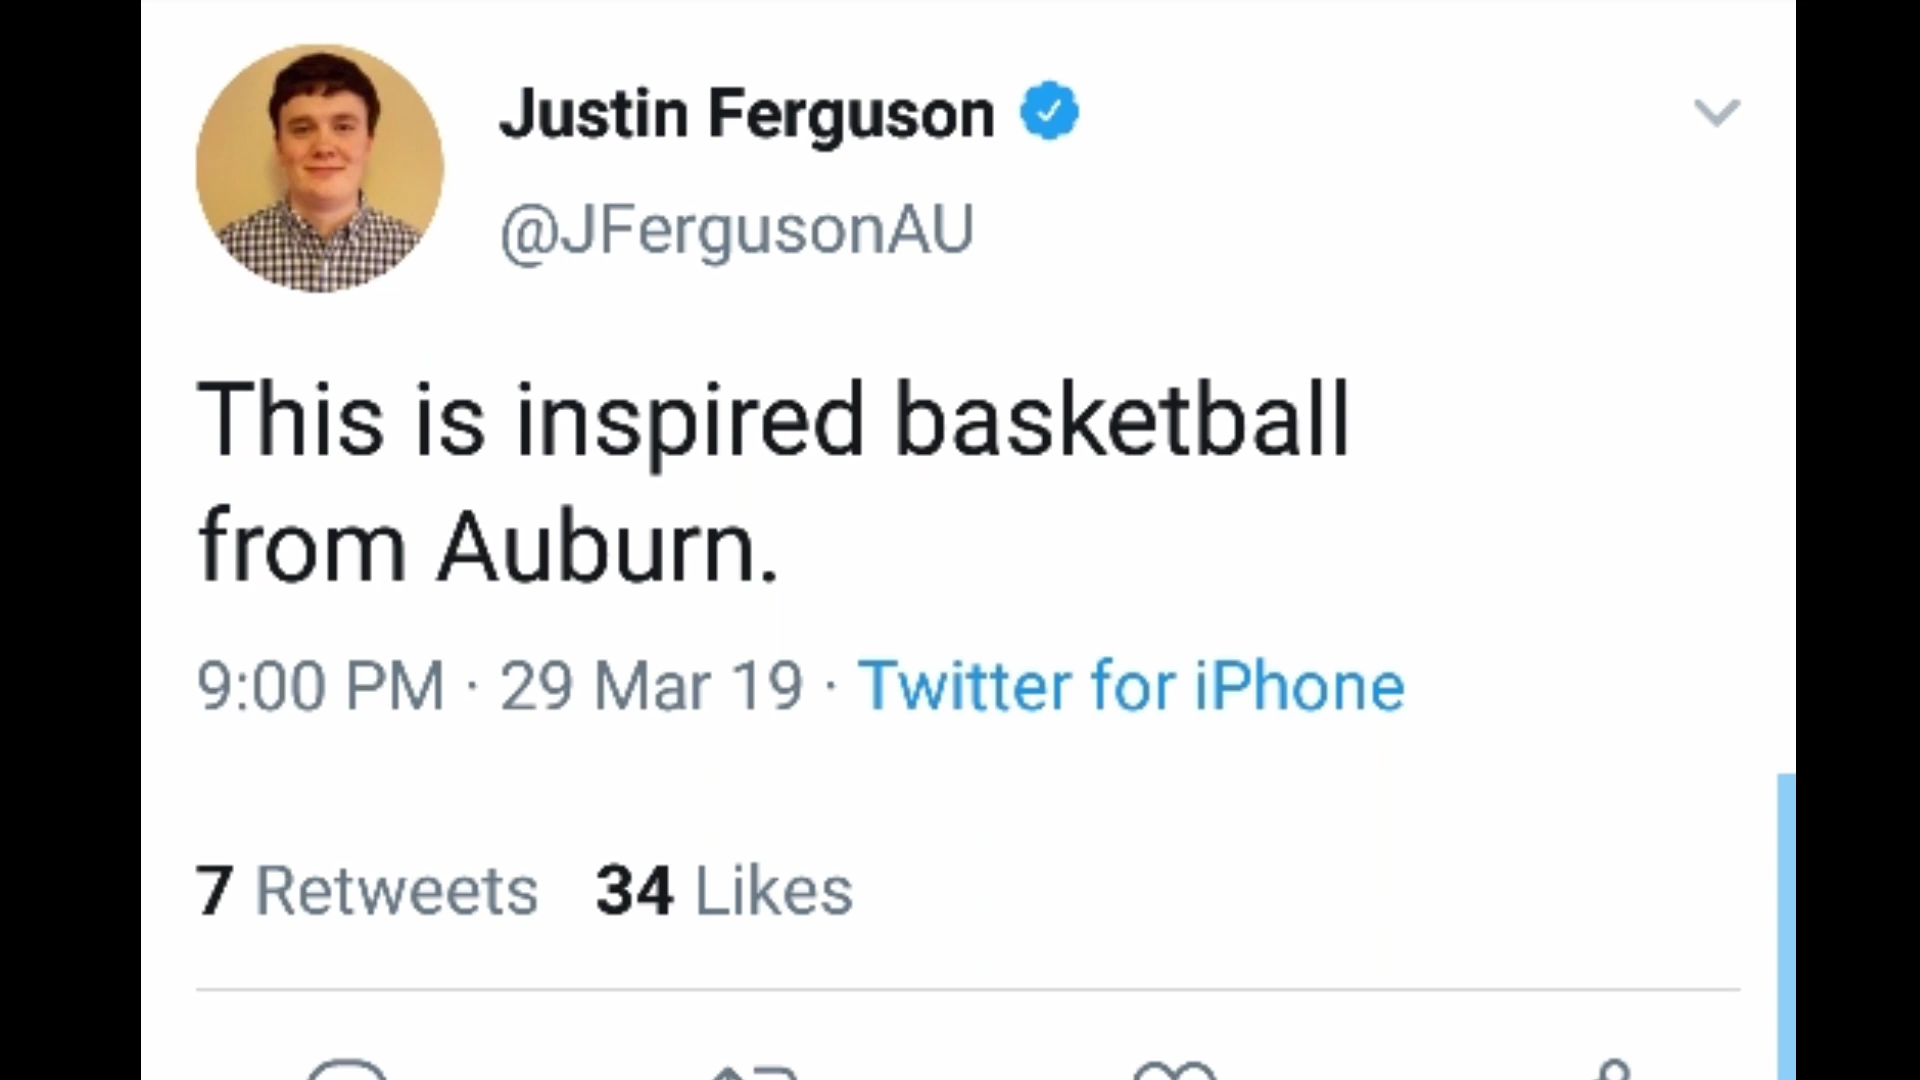 Justin Ferguson
@JFergusonAU
This is inspired basketball
from Auburn.
9:00 PM · 29 Mar 19 · Twitter for iPhone
7 Retweets 34 Likes